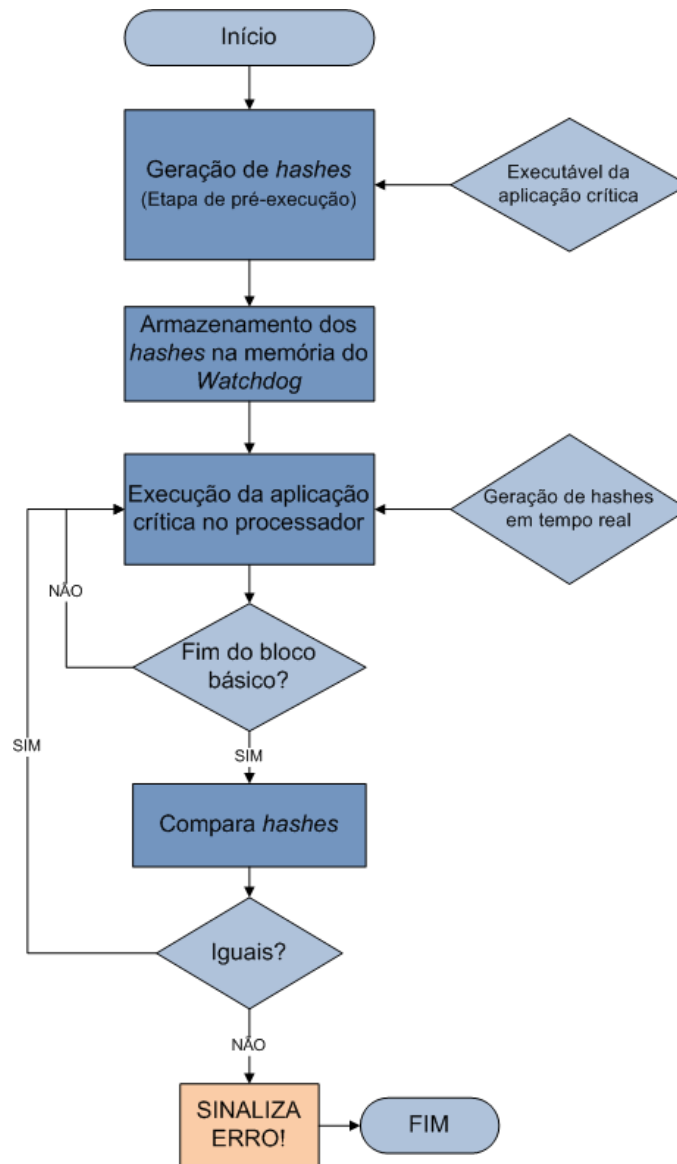 Início
Geração de hashes
(Etapa de pré-execução)
Executável da
aplicação crítica
Armazenamento dos
hashes na memória do
Watchdog
Execução da aplicação
crítica no processador
Geração de hashes
em tempo real
NÃO
Fim do bloco
básico?
SIM
SIM
Compara hashes
Iguais?
NÃO
SINALIZA
ERRO!
FIM